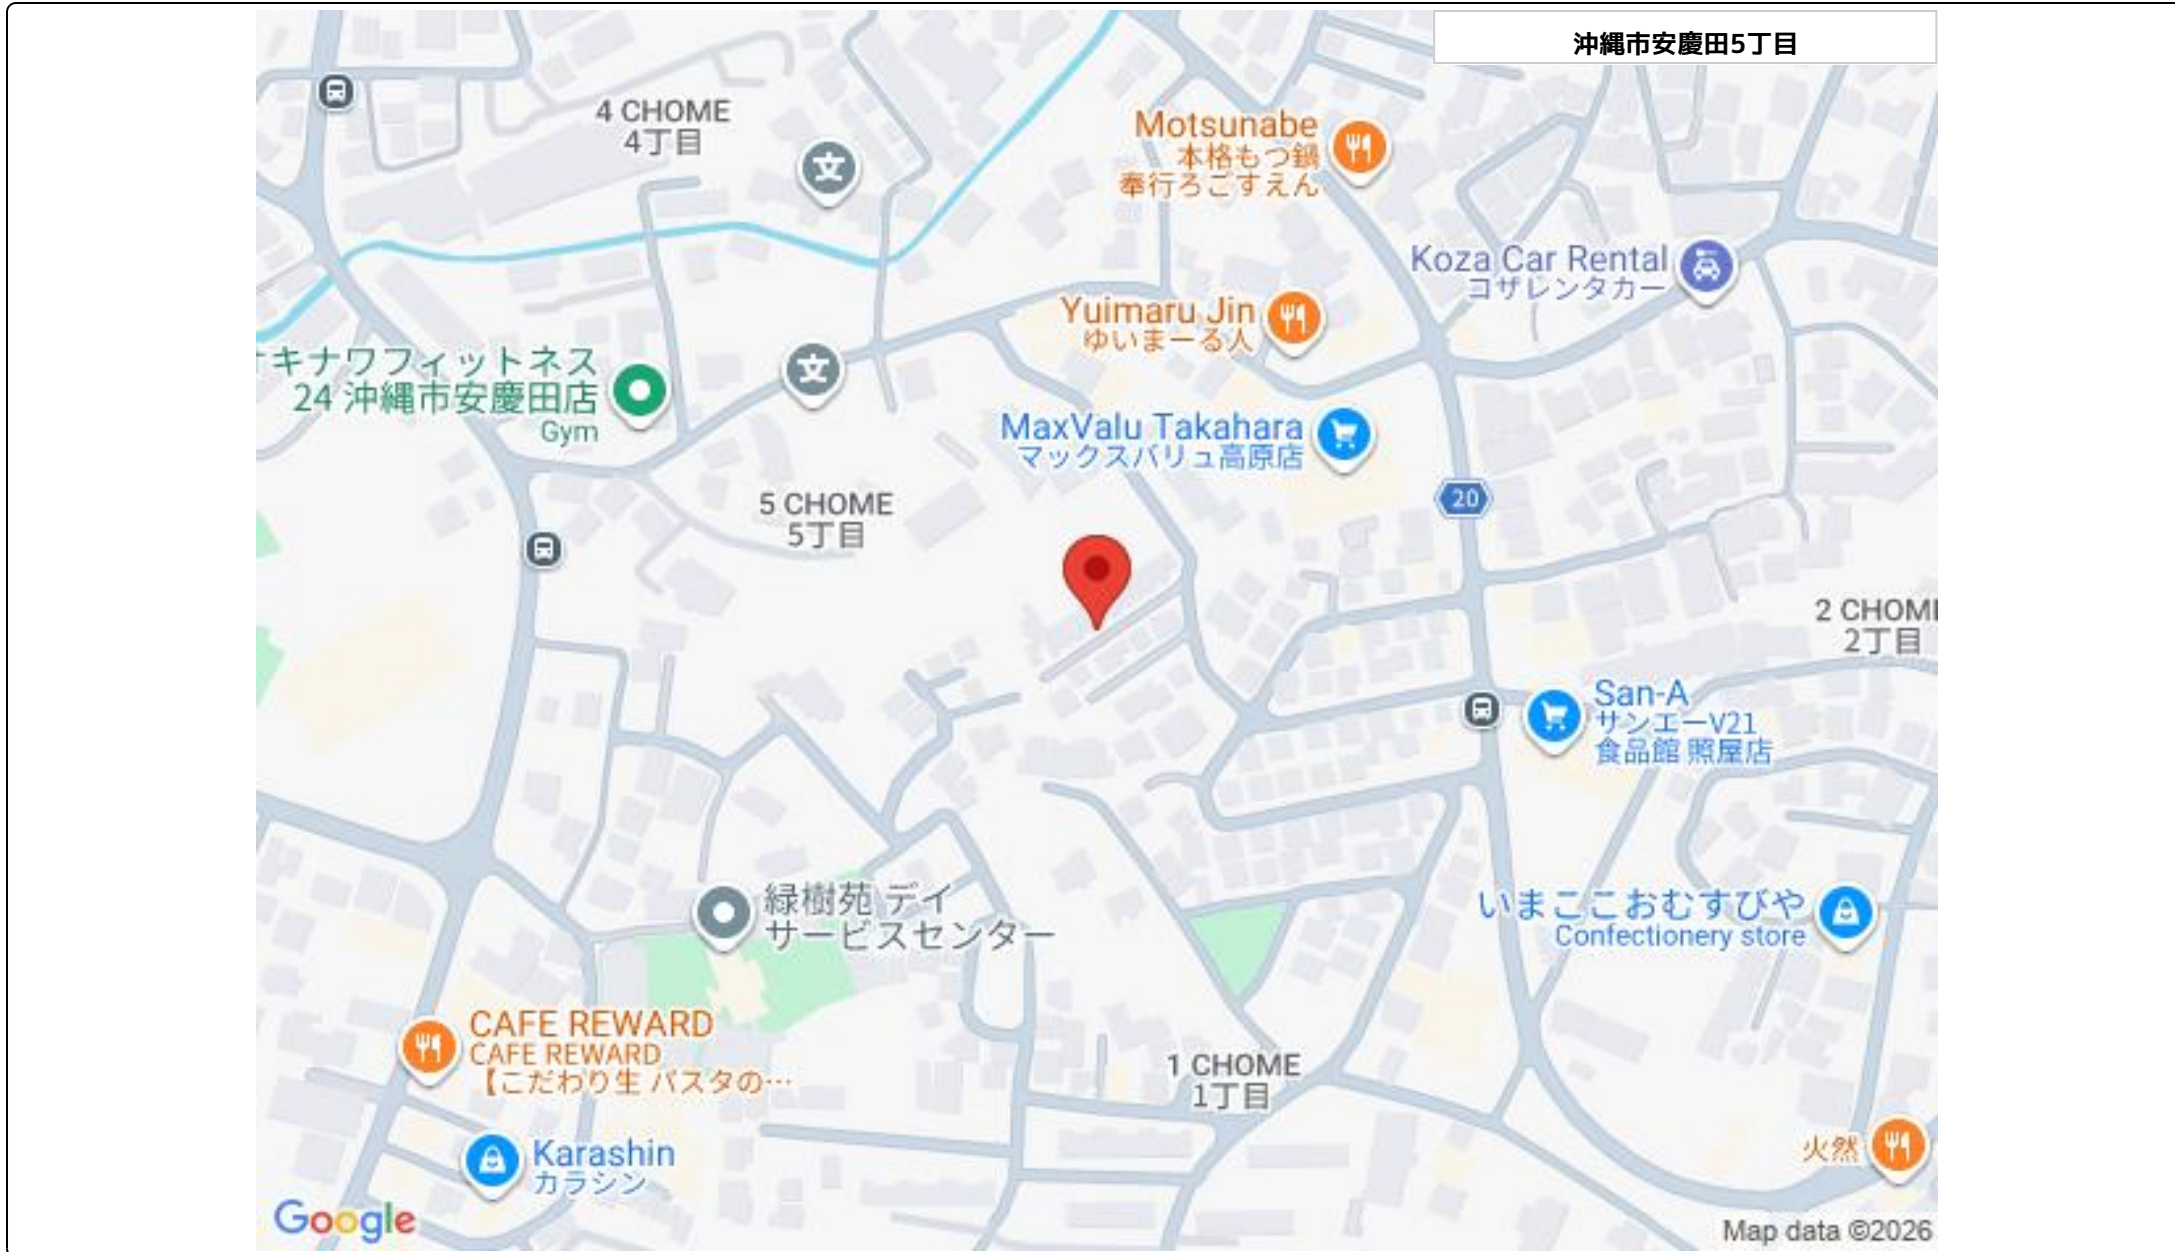 沖縄市安慶田5丁目
4 CHOME
4丁目
Motsunabe
本格もつ鍋
奉行ろごすえん
Koza Car Rental
コザレンタカー
Yuimaru Jin
ゆいまーる人
キナワフィットネス
24 沖縄市安慶田店
Gym
MaxValu Takahara
マックスバリュ高原店
5 CHOME
5丁目
20
2 CHOM
2丁目
San-A
サンエーV21
食品館 照屋店
緑樹苑 デイ
サービスセンター
いまここおむすびや
Confectionery store
CAFE REWARD
CAFE REWARD
【こだわり生 パスタの…
1 CHOME
1丁目
Karashin
カラシン
火然
Google
Map data ©2026
文
文